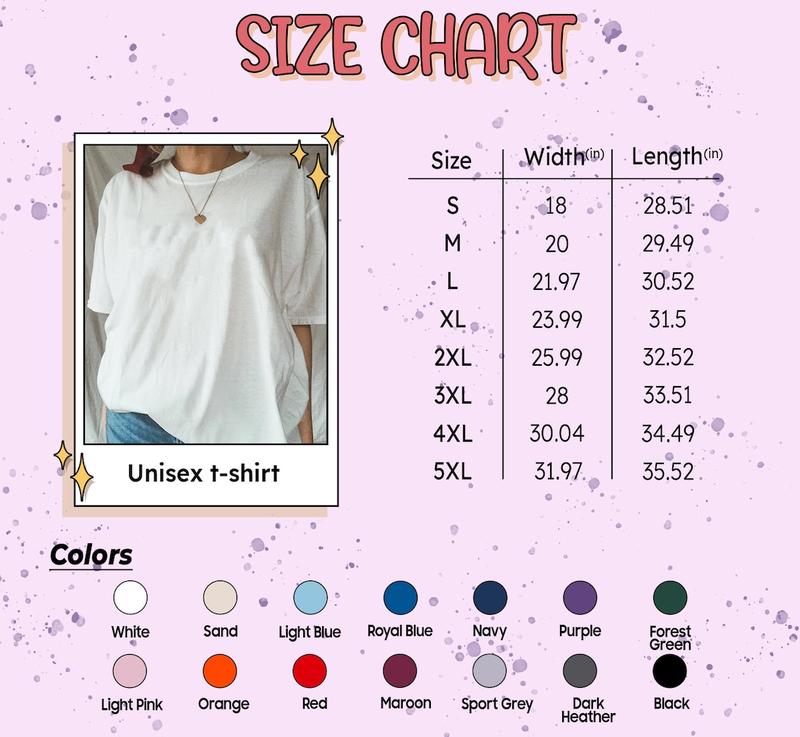 SIZE CHART
Size Width(in) Length(in)
S 18 28.51
M 20 29.49
L 21.97 30.52
XL 23.99 31.5
2XL 25.99 32.52
3XL 28 33.51
4XL 30.04 34.49
5XL 31.97 35.52
Unisex t-shirt
Colors
White Sand Light Blue Royal Blue Navy Purple Forest
Green
Light Pink Orange Red Maroon Sport Grey Dark
Heather Black